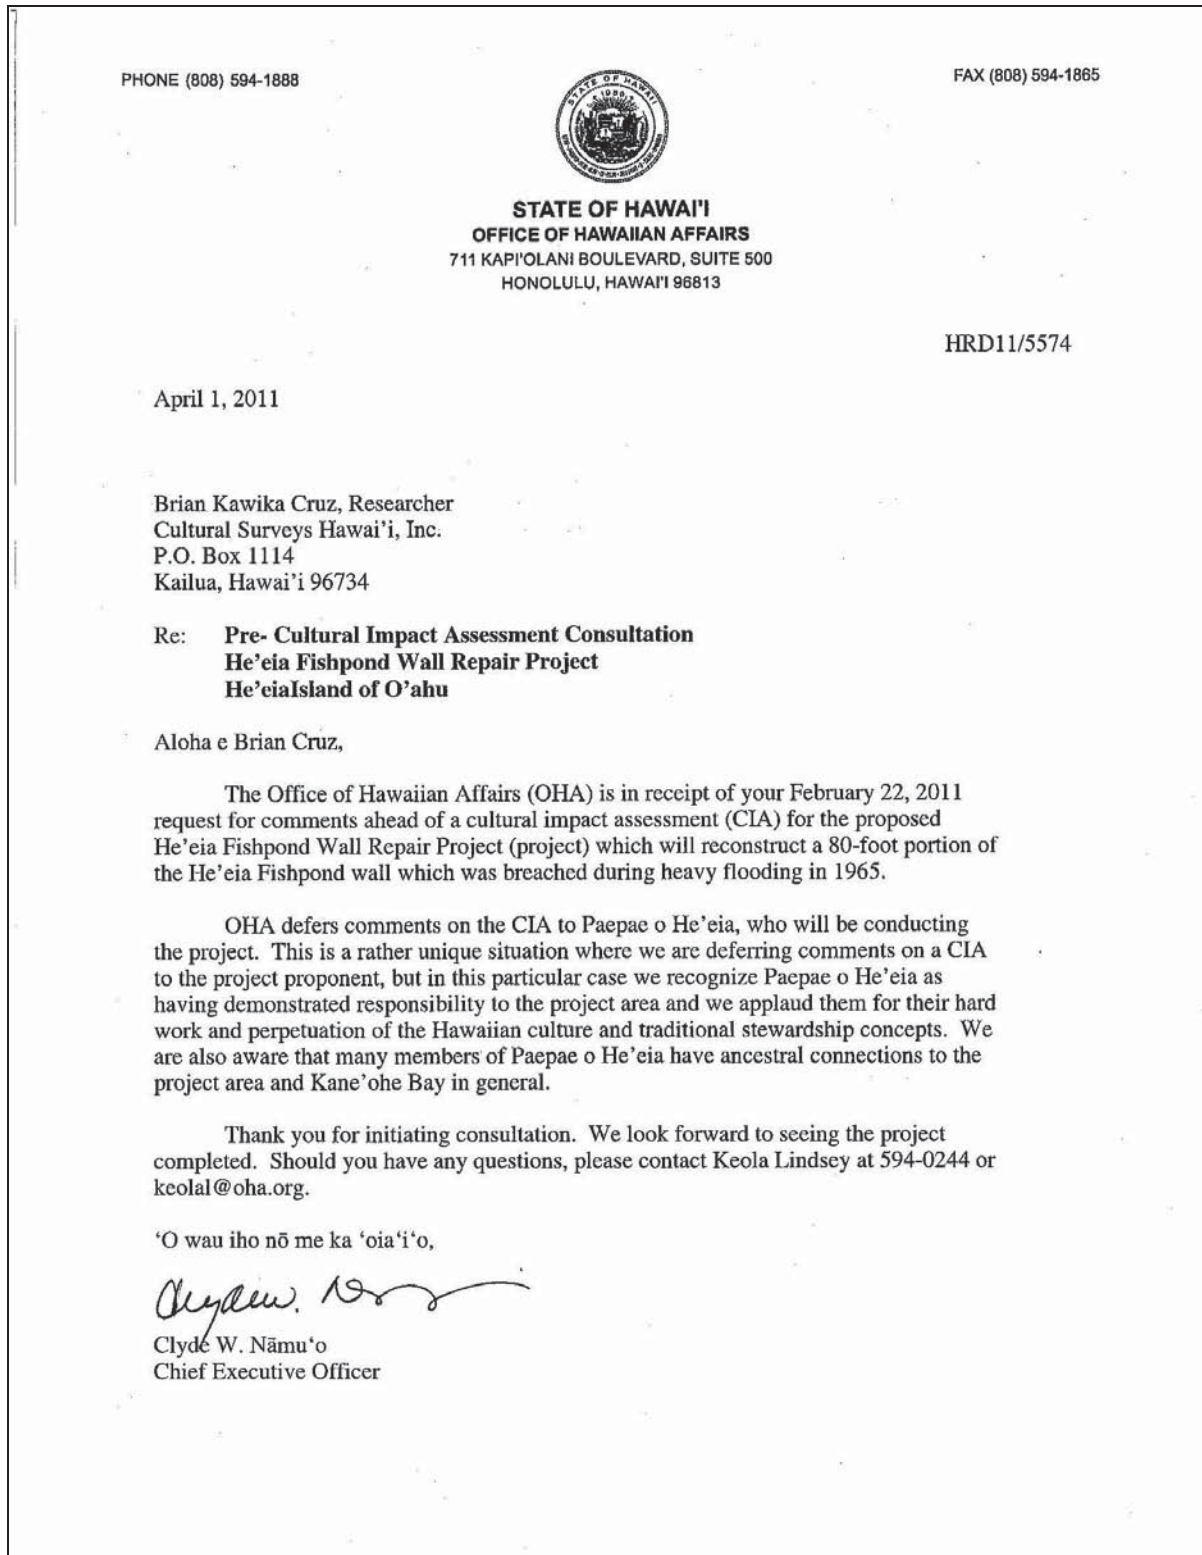 PHONE (808) 594-1888
FAX (808) 594-1865
STATE OF HAWAII
1959
STATE OF HAWAI'I
OFFICE OF HAWAIIAN AFFAIRS
711 KAPI'OLANI BOULEVARD, SUITE 500
HONOLULU, HAWAI'I 96813
HRD11/5574
April 1, 2011
Brian Kawika Cruz, Researcher
Cultural Surveys Hawai'i, Inc.
P.O. Box 1114
Kailua, Hawai'i 96734
Re: Pre- Cultural Impact Assessment Consultation
He'eia Fishpond Wall Repair Project
He'eiaIsland of O'ahu
Aloha e Brian Cruz,
The Office of Hawaiian Affairs (OHA) is in receipt of your February 22, 2011
request for comments ahead of a cultural impact assessment (CIA) for the proposed
He'eia Fishpond Wall Repair Project (project) which will reconstruct a 80-foot portion of
the He'eia Fishpond wall which was breached during heavy flooding in 1965.
OHA defers comments on the CIA to Paepae o He'eia, who will be conducting
the project. This is a rather unique situation where we are deferring comments on a CIA
to the project proponent, but in this particular case we recognize Paepae o He'eia as
having demonstrated responsibility to the project area and we applaud them for their hard
work and perpetuation of the Hawaiian culture and traditional stewardship concepts. We
are also aware that many members of Paepae o He'eia have ancestral connections to the
project area and Kane'ohe Bay in general.
Thank you for initiating consultation. We look forward to seeing the project
completed. Should you have any questions, please contact Keola Lindsey at 594-0244 or
keolal@oha.org.
‘O wau iho nō me ka ‘oia‘i‘o,
Clyde W. Nāmu‘o
Chief Executive Officer